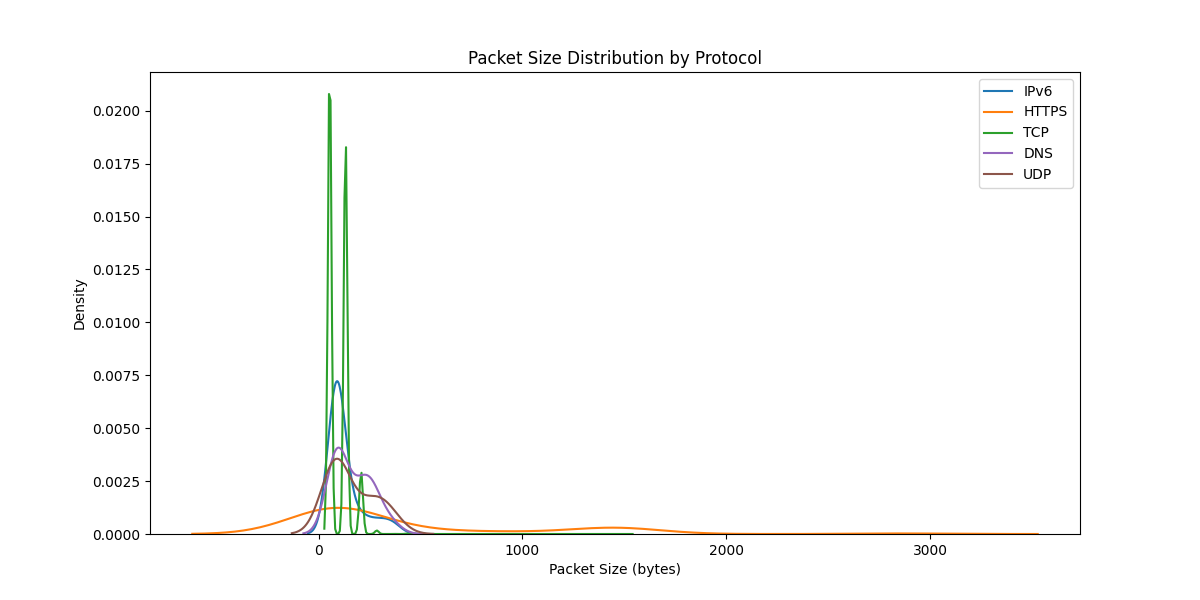 Packet Size Distribution by Protocol
IPv6
HTTPS
TCP
DNS
UDP
0.0200
0.0175
0.0150
0.0125
0.0100
0.0075
0.0050
0.0025
0.0000
Density
0 1000 2000 3000
Packet Size (bytes)